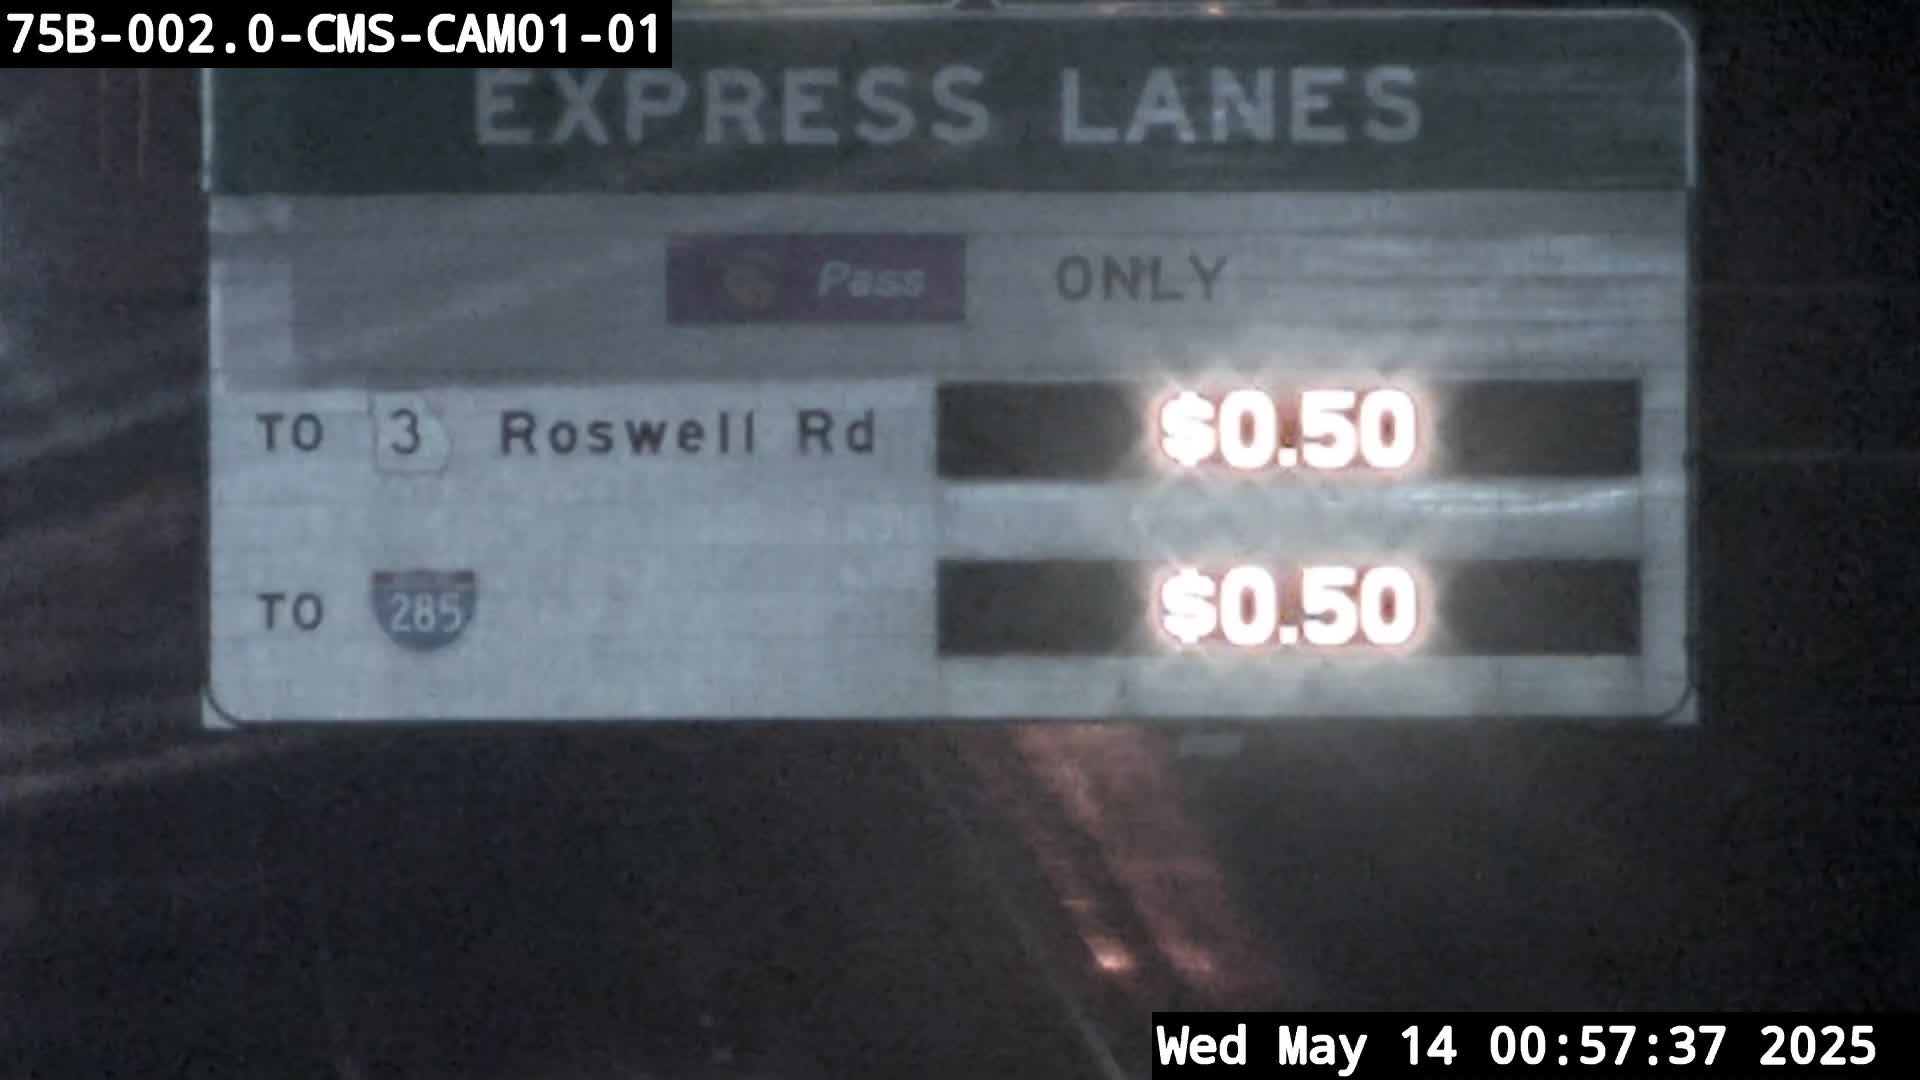 75B-002.0-CMS-CAM01-01
EXPRESS LANES
Pass ONLY
TO 3 Roswell Rd $0.50
TO 285 $0.50
Wed May 14 00:57:37 2025